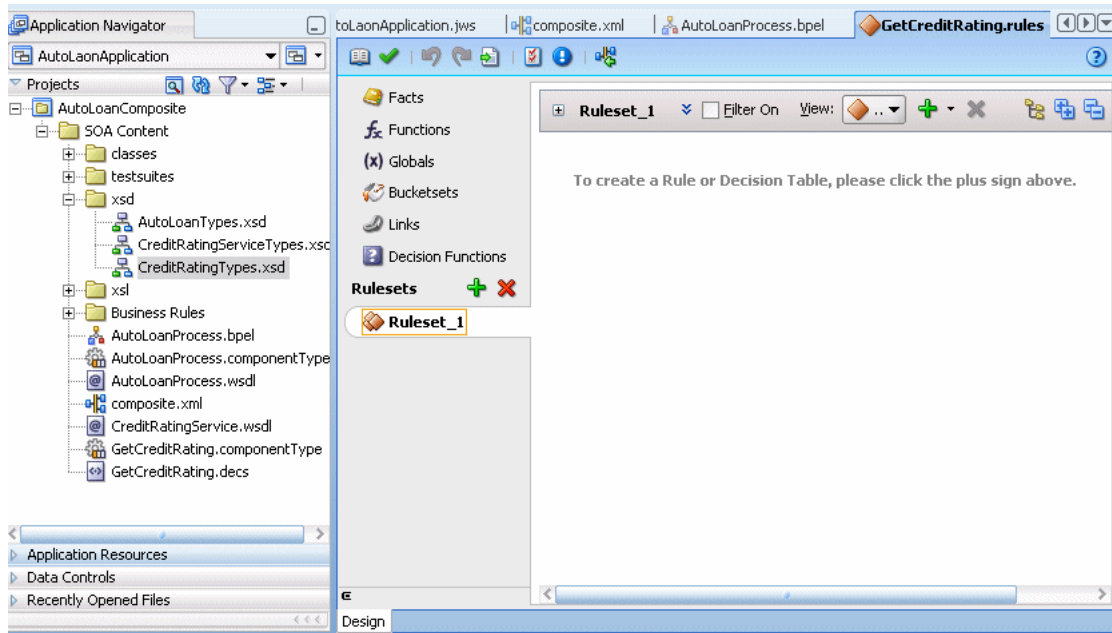 Application Navigator
AutoLaonApplication
Projects
AutoLoanComposite
SOA Content
classes
testsuites
xsd
AutoLoanTypes.xsd
CreditRatingServiceTypes.xsd
CreditRatingTypes.xsd
xsl
Business Rules
AutoLoanProcess.bpel
AutoLoanProcess.componentType
AutoLoanProcess.wsdl
composite.xml
CreditRatingService.wsdl
GetCreditRating.componentType
GetCreditRating.decs
Application Resources
Data Controls
Recently Opened Files
toLaonApplication.jws composite.xml AutoLoanProcess.bpel GetCreditRating.rules
Facts
Functions
(x) Globals
Bucketsets
Links
Decision Functions
Rulesets
Ruleset_1
Ruleset_1 Filter On View: ..
To create a Rule or Decision Table, please click the plus sign above.
Design